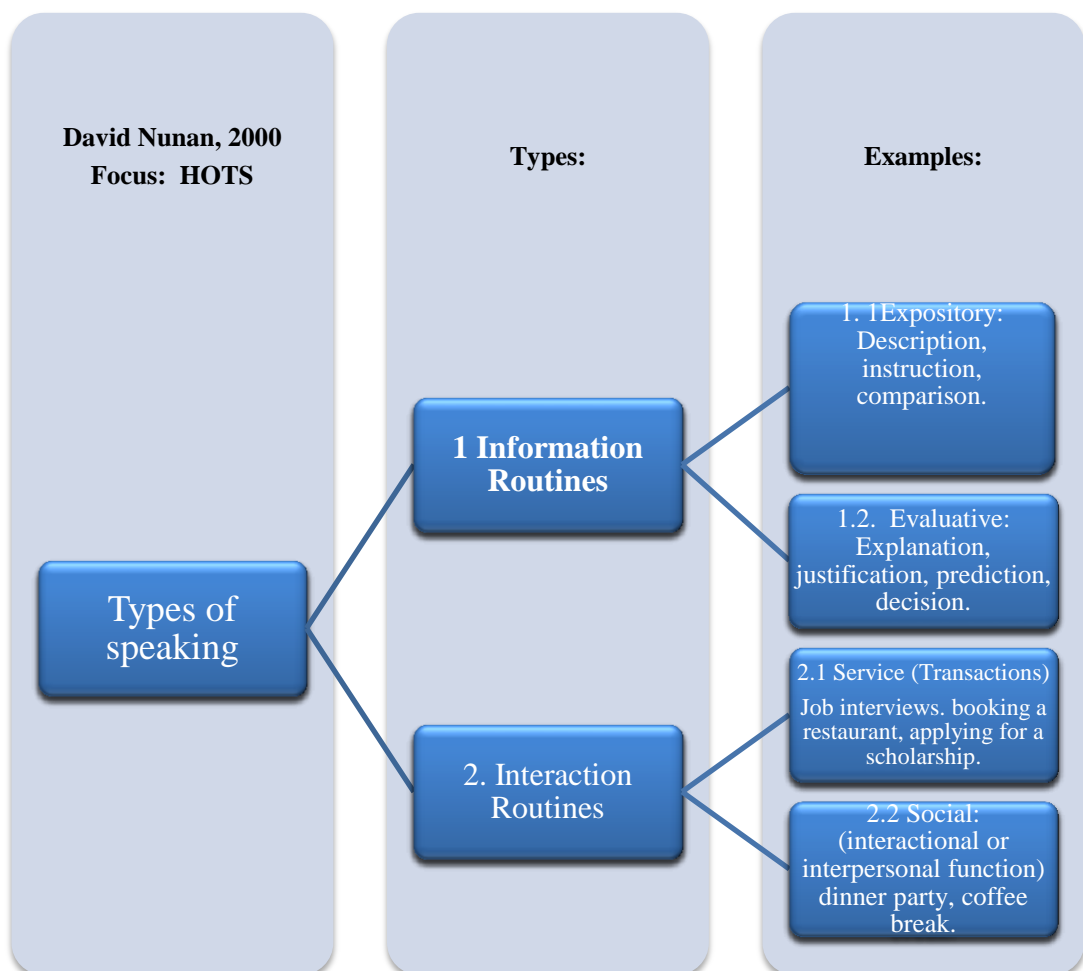 David Nunan, 2000
Focus:  HOTS
Types:
Examples:
Types of
speaking
1 Information
Routines
2. Interaction
Routines
1. 1Expository:
Description,
instruction,
comparison.
1.2.  Evaluative:
Explanation,
justification, prediction,
decision.
2.1 Service (Transactions)
Job interviews. booking a
restaurant, applying for a
scholarship.
2.2 Social:
(interactional or
interpersonal function)
dinner party, coffee
break.